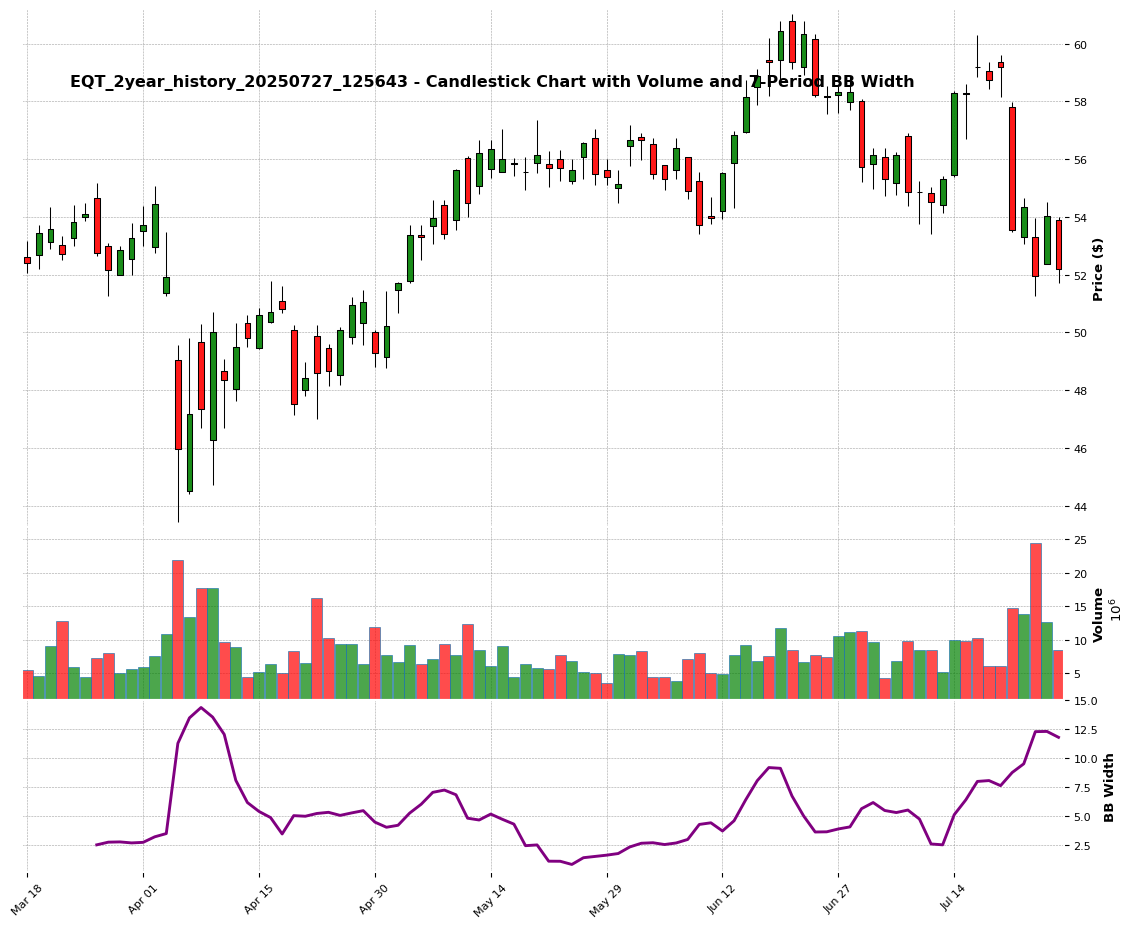 EQT_2year_history_20250727_125643 - Candlestick Chart with Volume and 7-Period BB Width
60
58
56
54
52
50
48
46
44
Price ($)
25
20
15
10
5
Volume
10^6
15.0
12.5
10.0
7.5
5.0
2.5
BB Width
Mar 18
Apr 01
Apr 15
Apr 30
May 14
May 29
Jun 12
Jun 27
Jul 14